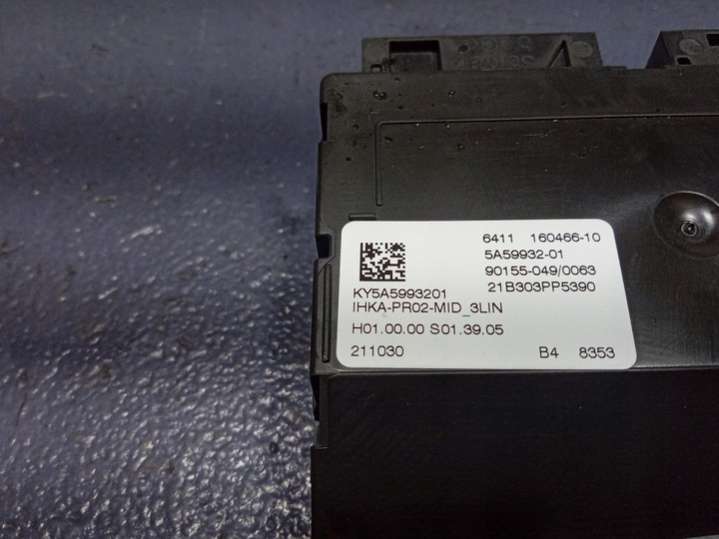 6411 160466-10
5A59932-01
90155-049/0063
21B303PP5390
KY5A5993201
IHKA-PR02-MID_3LIN
H01.00.00 S01.39.05
211030 B4 8353